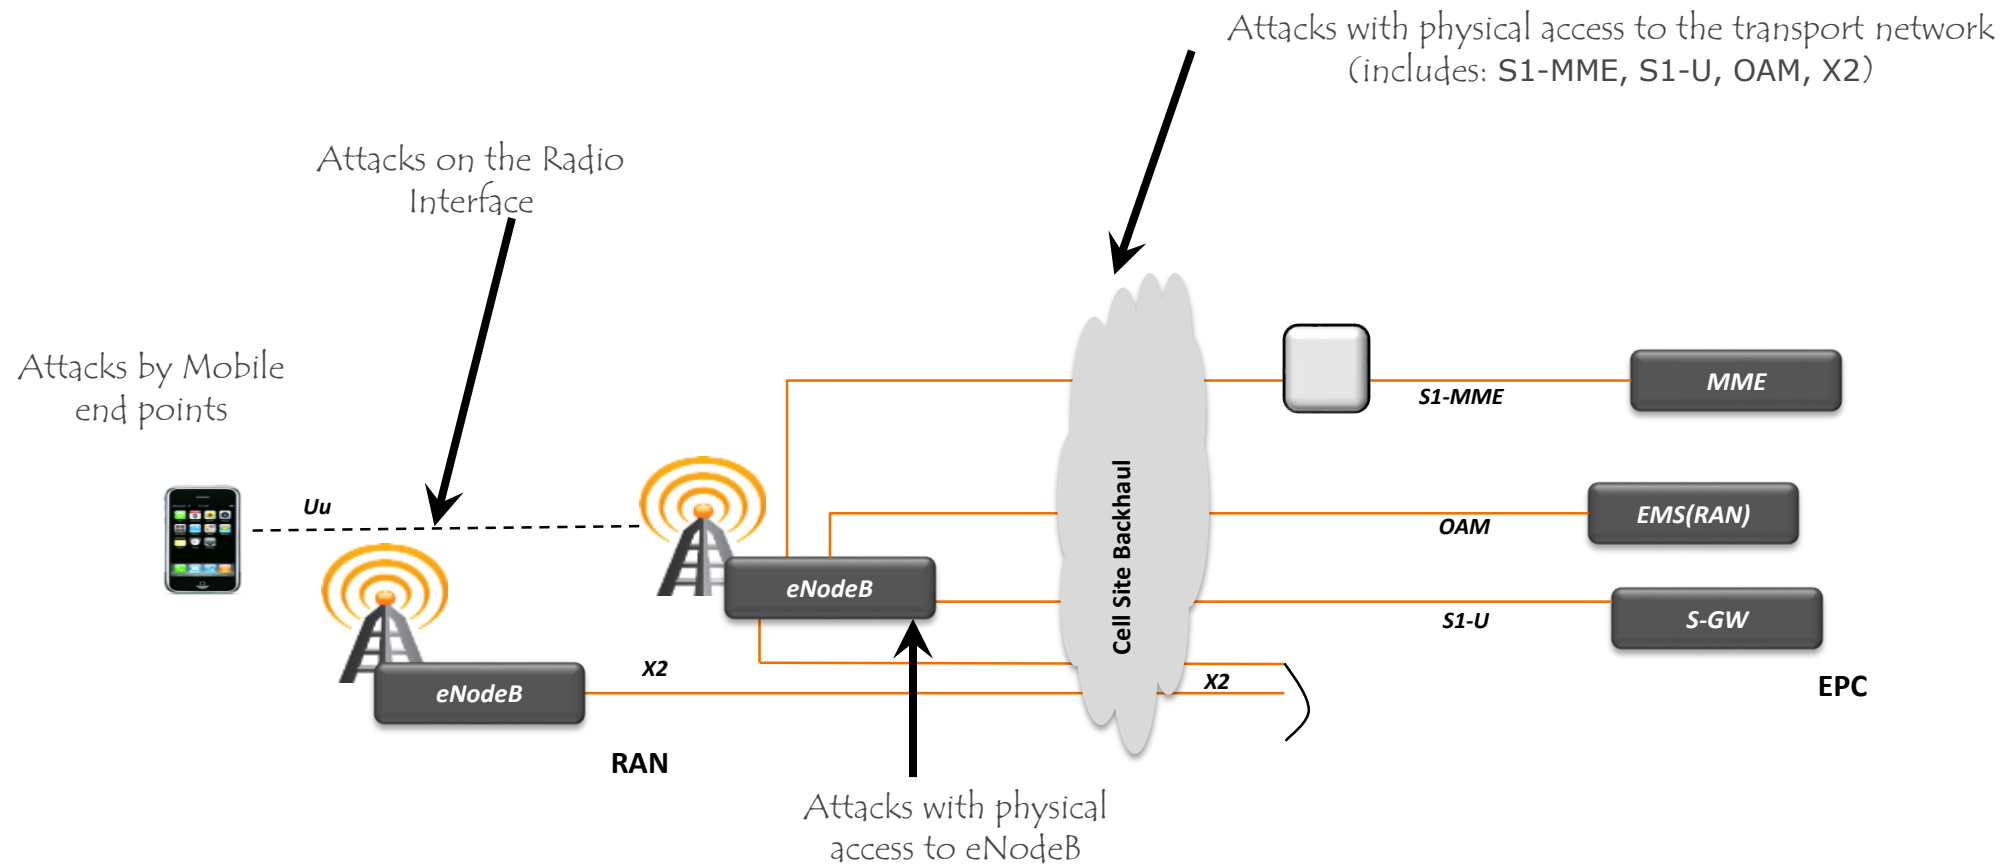 Attacks with physical access to the transport network
(includes: S1-MME, S1-U, OAM, X2)
Attacks on the Radio
Interface
Attacks by Mobile
end points
S1-MME
MME
Uu
Cell Site Backhaul
OAM
EMS(RAN)
eNodeB
S1-U
S-GW
X2
X2
eNodeB
EPC
RAN
Attacks with physical
access to eNodeB